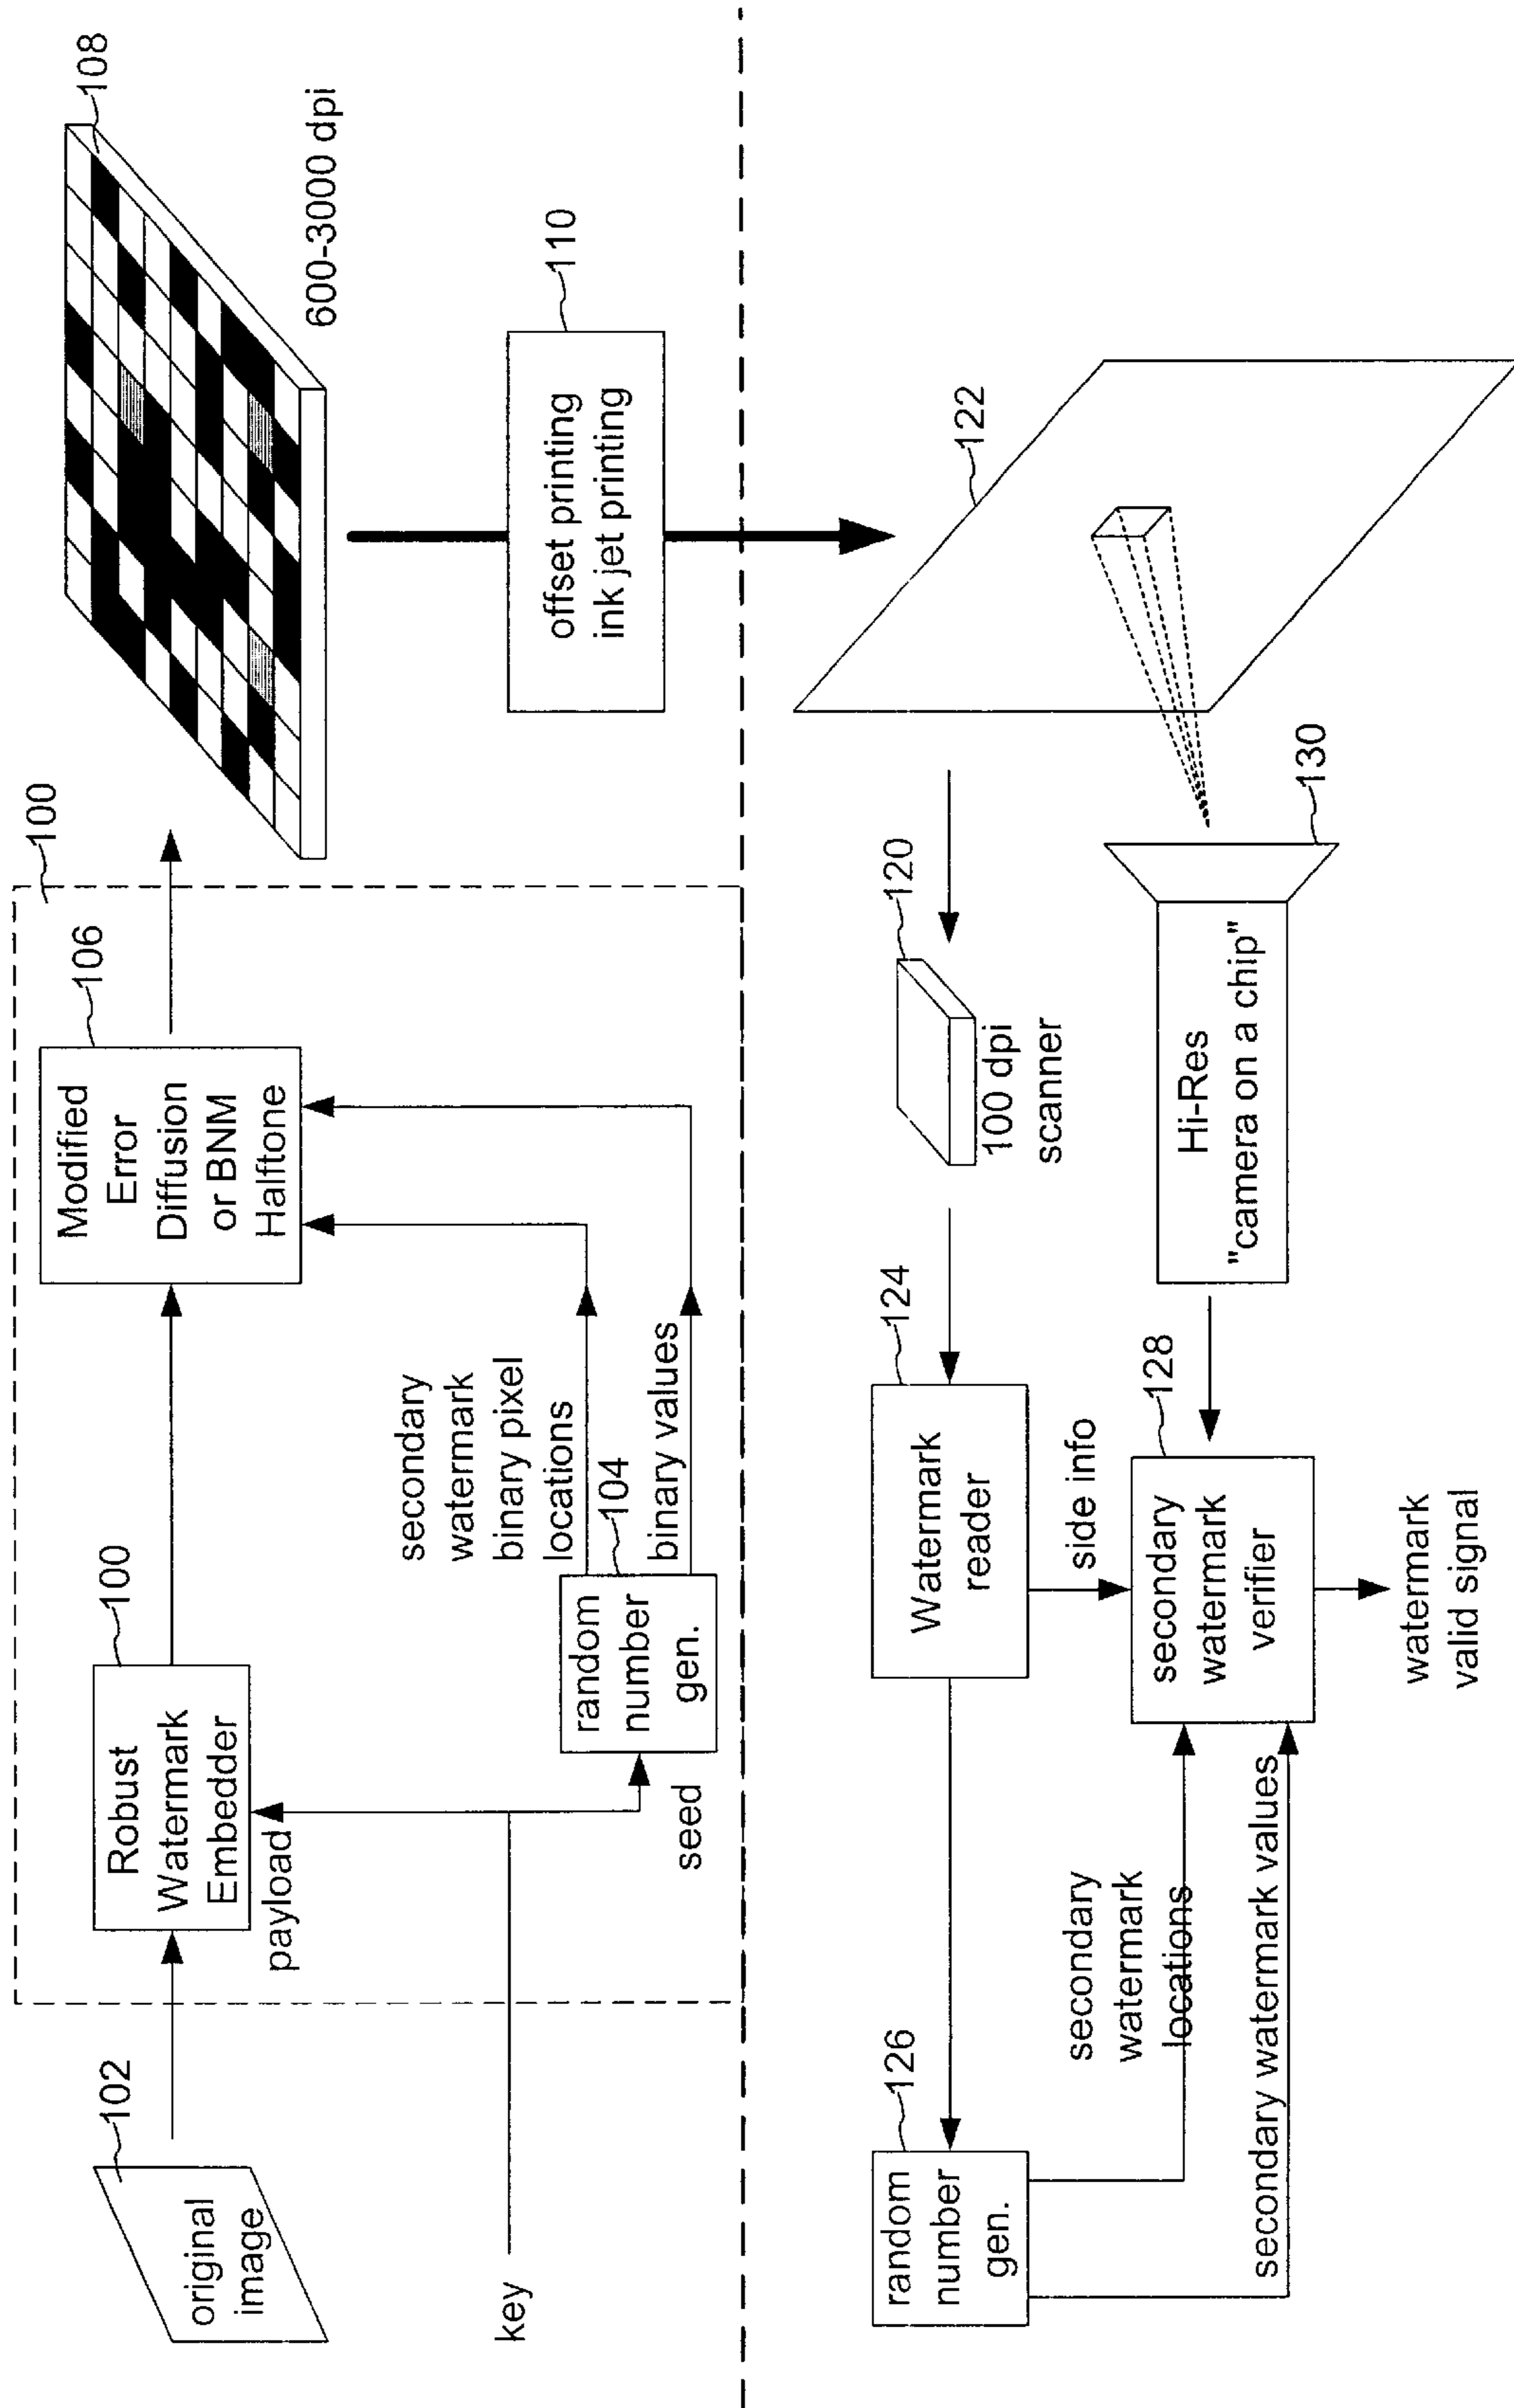 100
102
original
image
100
Robust
Watermark
Embedder
payload
key
seed
random
number
gen.
104
secondary
watermark
binary pixel
locations
binary values
106
Modified
Error
Diffusion
or BNM
Halftone
108
600-3000 dpi
110
offset printing
ink jet printing
122
120
100 dpi
scanner
130
Hi-Res
"camera on a chip"
124
Watermark
reader
side info
128
secondary
watermark
verifier
watermark
valid signal
126
random
number
gen.
secondary
watermark
locations
secondary watermark values